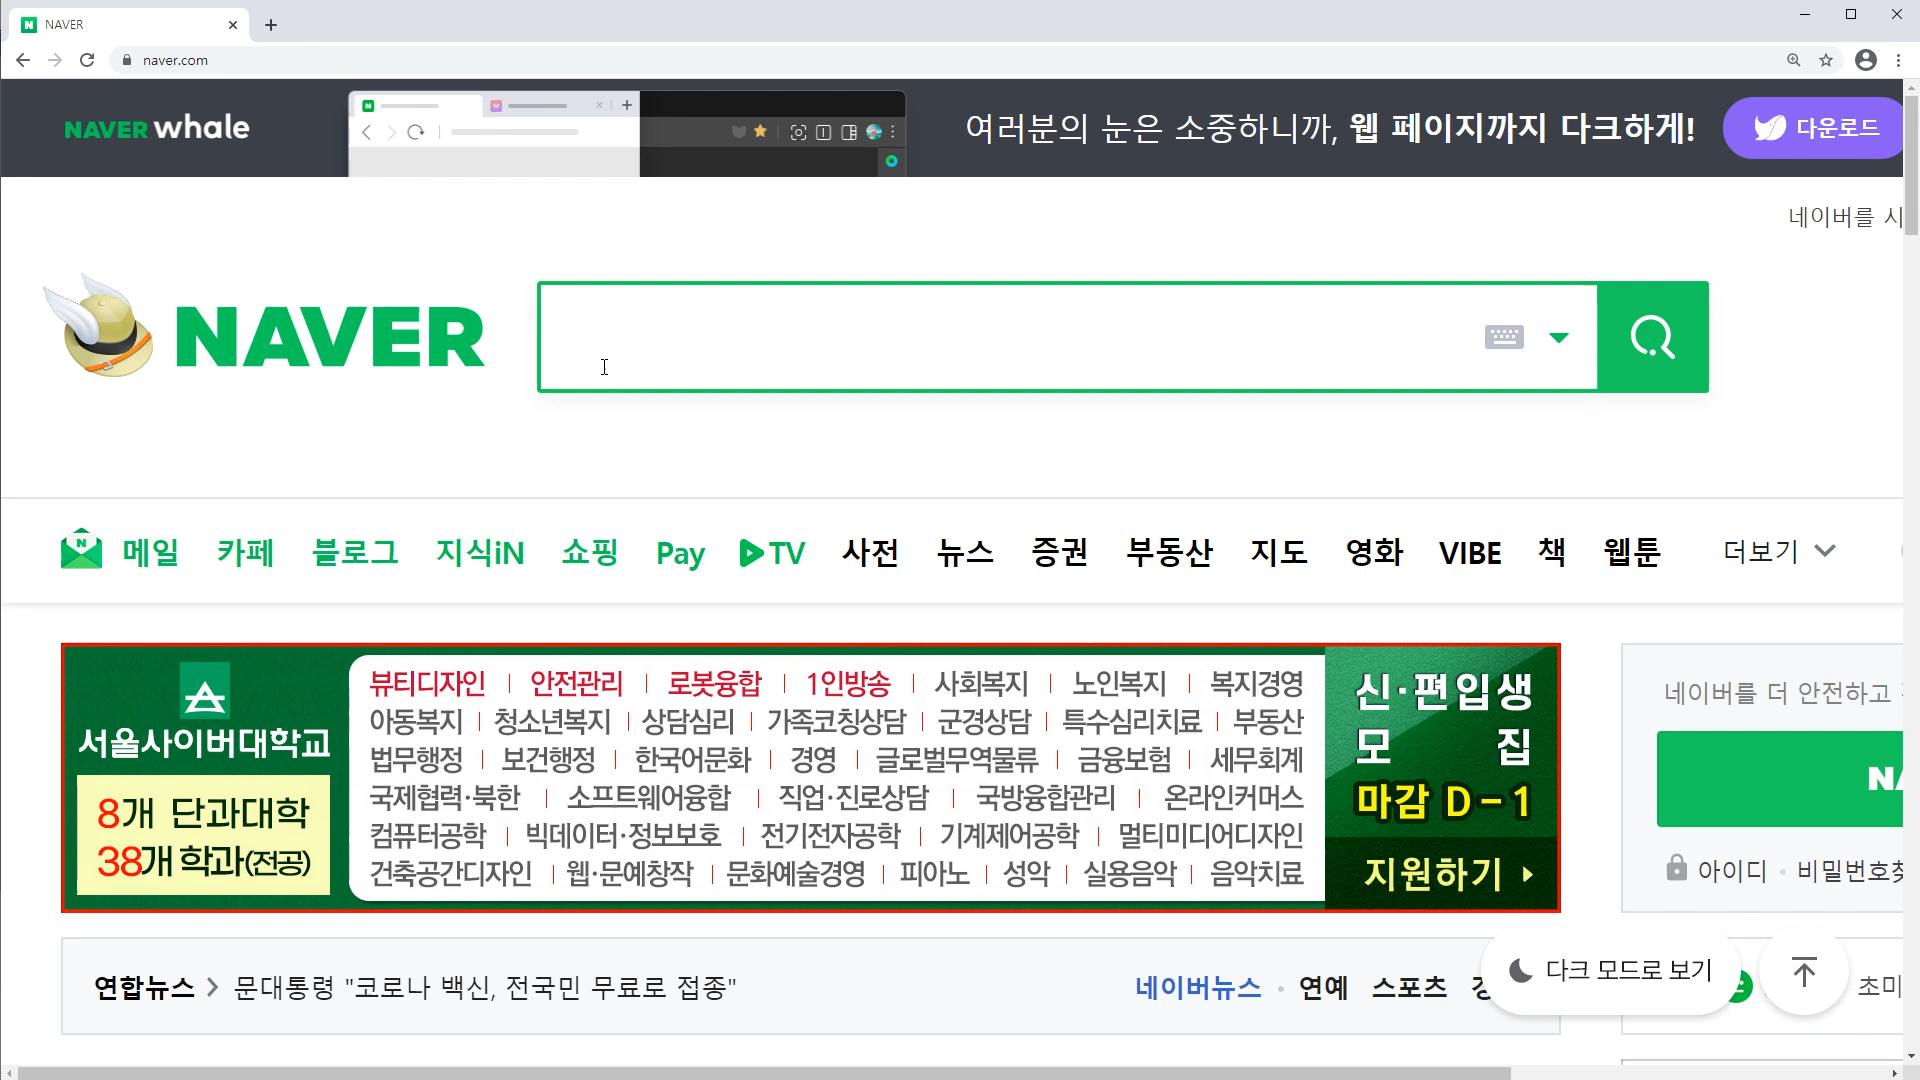 NAVER
naver.com
NAVER whale
여러분의 눈은 소중하니까, 웹 페이지까지 다크하게!
다운로드
네이버를 시
NAVER
메일 카페 블로그 지식iN 쇼핑 Pay TV 사전 뉴스 증권 부동산 지도 영화 VIBE 책 웹툰 더보기
서울사이버대학교
8개 단과대학
38개 학과(전공)
뷰티디자인 | 안전관리 | 로봇융합 | 1인방송 | 사회복지 | 노인복지 | 복지경영
아동복지 | 청소년복지 | 상담심리 | 가족코칭상담 | 군경상담 | 특수심리치료 | 부동산
법무행정 | 보건행정 | 한국어문화 | 경영 | 글로벌무역물류 | 금융보험 | 세무회계
국제협력·북한 | 소프트웨어융합 | 직업·진로상담 | 국방융합관리 | 온라인커머스
컴퓨터공학 | 빅데이터·정보보호 | 전기전자공학 | 기계제어공학 | 멀티미디어디자인
건축공간디자인 | 웹·문예창작 | 문화예술경영 | 피아노 | 성악 | 실용음악 | 음악치료
신·편입생
모 집
마감 D-1
지원하기
네이버를 더 안전하고
NA
아이디 · 비밀번호찾
연합뉴스 > 문대통령 "코로나 백신, 전국민 무료로 접종"
네이버뉴스 · 연예 스포츠
다크 모드로 보기
초미